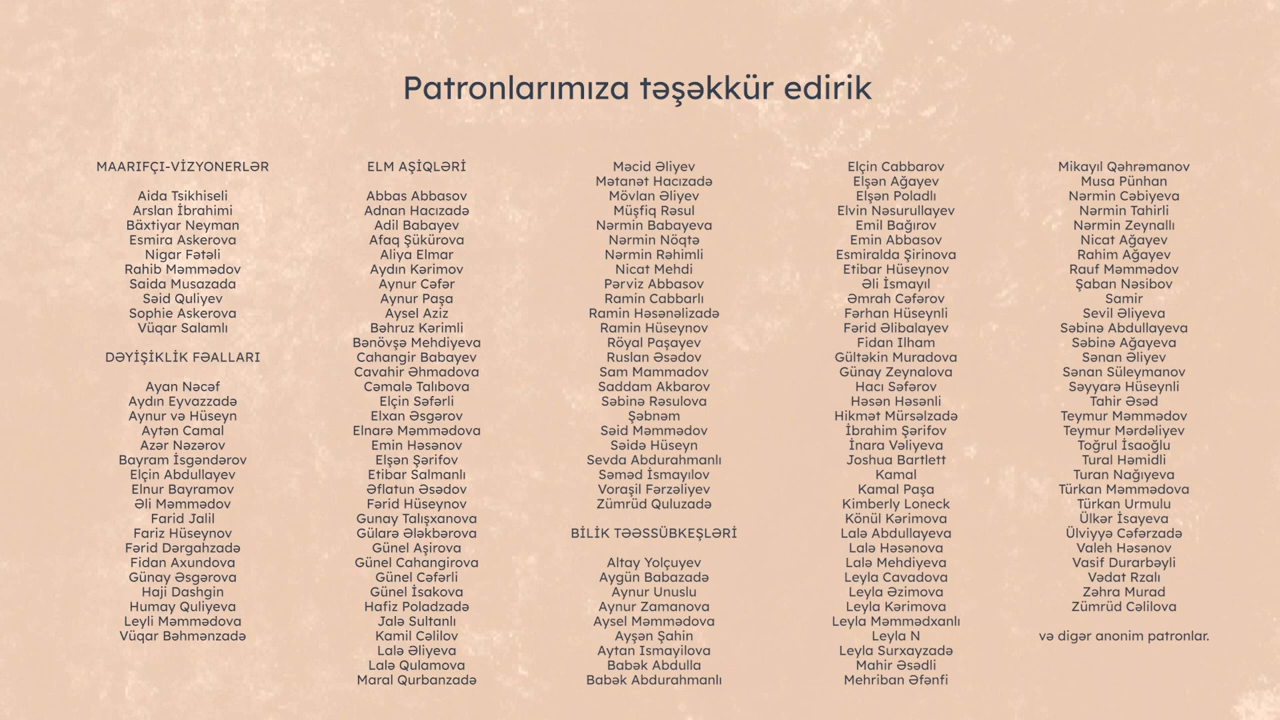 Patronlarımıza təşəkkür edirik
MAARIFÇI-VİZYONERLƏR
Aida Tsikhiseli
Arslan İbrahimi
Bäxtiyar Neyman
Esmira Askerova
Nigar Fətəli
Rahib Məmmədov
Saida Musazada
Səid Quliyev
Sophie Askerova
Vüqar Salamlı
DƏYİŞİKLİK FƏALLARI
Ayan Nəcəf
Aydın Eyvazzadə
Aynur və Hüseyn
Aytən Camal
Azər Nəzərov
Bayram İsgəndərov
Elçin Abdullayev
Elnur Bayramov
Əli Məmmədov
Farid Jalil
Fariz Hüseynov
Fərid Dərgahzadə
Fidan Axundova
Günay Əsgərova
Haji Dashgin
Humay Quliyeva
Leyli Məmmədova
Vüqar Bəhmənzadə
ELM AŞİQLƏRİ
Abbas Abbasov
Adnan Hacızadə
Adil Babayev
Afaq Şükürova
Aliya Elmar
Aydın Kərimov
Aynur Cəfər
Aynur Paşa
Aysel Aziz
Bəhruz Kərimli
Bənövşə Mehdiyeva
Cahangir Babayev
Cavahir Əhmadova
Cəmalə Talıbova
Elçin Səfərli
Elxan Əsgərov
Elnarə Məmmədova
Emin Həsənov
Elşən Şərifov
Etibar Salmanlı
Əflatun Əsədov
Fərid Hüseynov
Gunay Talışxanova
Gülarə Ələkbərova
Günel Aşirova
Günel Cahangirova
Günel Cəfərli
Günel İsakova
Hafiz Poladzadə
Jalə Sultanlı
Kamil Cəlilov
Lalə Əliyeva
Lalə Qulamova
Maral Qurbanzadə
Məcid Əliyev
Mətanət Hacızadə
Mövlan Əliyev
Müşfiq Rəsul
Nərmin Babayeva
Nərmin Nöqtə
Nərmin Rəhimli
Nicat Mehdi
Pərviz Abbasov
Ramin Cabbarlı
Ramin Həsənəlizadə
Ramin Hüseynov
Röyal Paşayev
Ruslan Əsədov
Sam Mammadov
Saddam Akbarov
Səbinə Rəsulova
Şəbnəm
Səid Məmmədov
Səidə Hüseyn
Sevda Abdurahmanlı
Səməd İsmayılov
Voraşil Fərzəliyev
Zümrüd Quluzadə
BİLİK TƏƏSSÜBKEŞLƏRİ
Altay Yolçuyev
Aygün Babazadə
Aynur Unuslu
Aynur Zamanova
Aysel Məmmədova
Ayşən Şahin
Aytan Ismayilova
Babək Abdulla
Babək Abdurahmanlı
Elçin Cabbarov
Elşən Ağayev
Elşən Poladlı
Elvin Nəsurullayev
Emil Bağırov
Emin Abbasov
Esmiralda Şirinova
Etibar Hüseynov
Əli İsmayıl
Əmrah Cəfərov
Fərhan Hüseynli
Fərid Əlibalayev
Fidan Ilham
Gültəkin Muradova
Günay Zeynalova
Hacı Səfərov
Həsən Həsənli
Hikmət Mürsəlzadə
İbrahim Şərifov
İnara Vəliyeva
Joshua Bartlett
Kamal
Kamal Paşa
Kimberly Loneck
Könül Kərimova
Lalə Abdullayeva
Lalə Həsənova
Lalə Mehdiyeva
Leyla Cavadova
Leyla Əzimova
Leyla Kərimova
Leyla Məmmədxanlı
Leyla N
Leyla Surxayzadə
Mahir Əsədli
Mehriban Əfənfi
Mikayıl Qəhrəmanov
Musa Pünhan
Nərmin Cəbiyeva
Nərmin Tahirli
Nərmin Zeynallı
Nicat Ağayev
Rahim Ağayev
Rauf Məmmədov
Şaban Nəsibov
Samir
Sevil Əliyeva
Səbinə Abdullayeva
Səbinə Ağayeva
Sənan Əliyev
Sənan Süleymanov
Səyyarə Hüseynli
Tahir Əsəd
Teymur Məmmədov
Teymur Mərdəliyev
Toğrul İsaoğlu
Tural Həmidli
Turan Nağıyeva
Türkan Məmmədova
Türkan Urmulu
Ülkər İsayeva
Ülviyyə Cəfərzadə
Valeh Həsənov
Vasif Durarbəyli
Vədat Rzalı
Zəhra Murad
Zümrüd Cəlilova
və digər anonim patronlar.